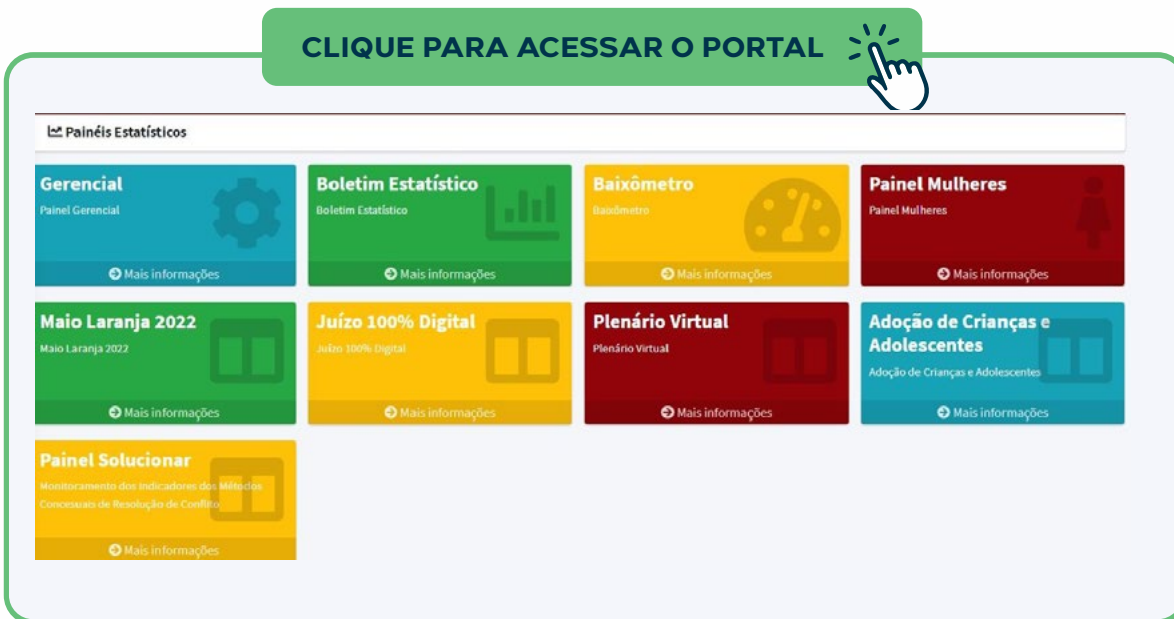 CLIQUE PARA ACESSAR O PORTAL
Painéis Estatísticos
Gerencial
Painel Gerencial
Mais informações
Boletim Estatístico
Boletim Estatístico
Mais informações
Baixômetro
Baixômetro
Mais informações
Painel Mulheres
Painel Mulheres
Mais informações
Maio Laranja 2022
Maio Laranja 2022
Mais informações
Juízo 100% Digital
Juízo 100% Digital
Mais informações
Plenário Virtual
Plenário Virtual
Mais informações
Adoção de Crianças e
Adolescentes
Adoção de Crianças e Adolescentes
Mais informações
Painel Solucionar
Monitoramento dos Indicadores dos Métodos
Concesuais de Resolução de Conflito
Mais informações